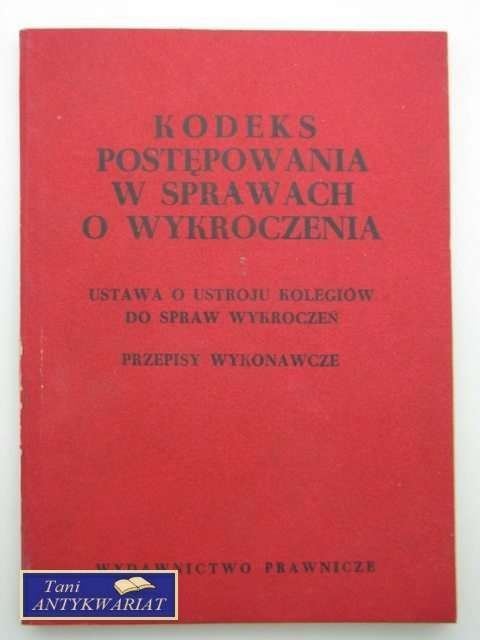 KODEKS
POSTĘPOWANIA
W SPRAWACH
O WYKROCZENIA
USTAWA O USTROJU KOLEGIÓW
DO SPRAW WYKROCZEŃ
PRZEPISY WYKONAWCZE
WYDAWNICTWO PRAWNICZE
Tani
ANTYKWARIAT